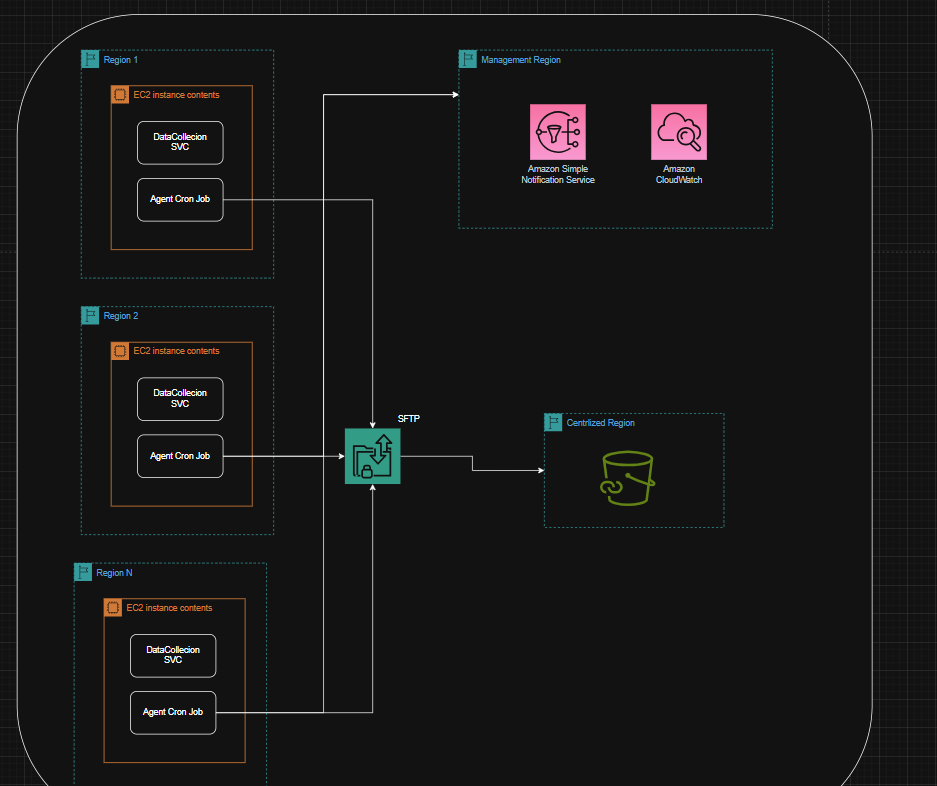 Region 1
EC2 instance contents
DataCollecion
SVC
Agent Cron Job
Management Region
Amazon Simple
Notification Service
Amazon
CloudWatch
Region 2
EC2 instance contents
DataCollecion
SVC
Agent Cron Job
SFTP
Centrlized Region
Region N
EC2 instance contents
DataCollecion
SVC
Agent Cron Job